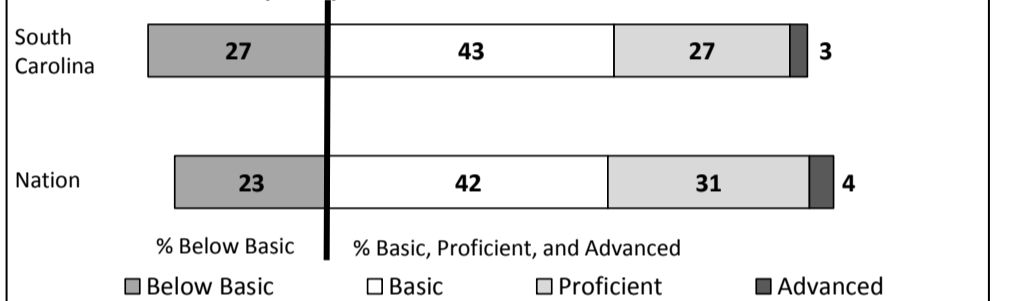 South
Carolina
27 43 27 3
Nation
23 42 31 4
% Below Basic % Basic, Proficient, and Advanced
Below Basic Basic Proficient Advanced